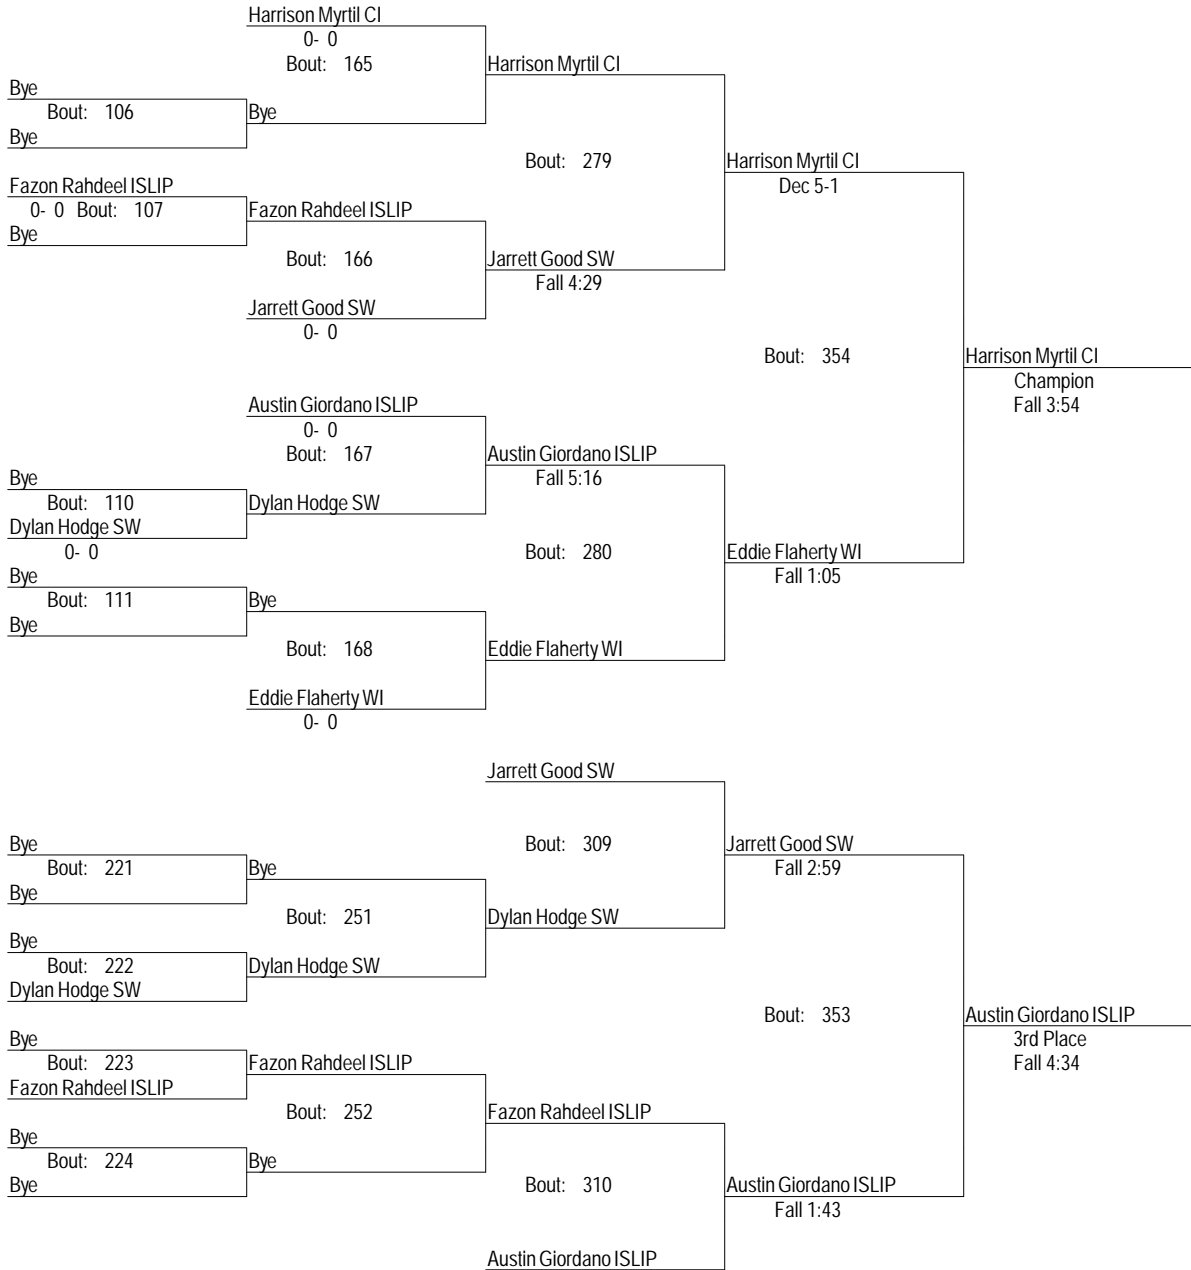 Harrison Myrtil CI
0- 0
Bout: 165
Harrison Myrtil CI
Bye
Bout: 106
Bye
Bye
Bout: 279
Harrison Myrtil CI
Dec 5-1
Fazon Rahdeel ISLIP
0- 0 Bout: 107
Fazon Rahdeel ISLIP
Bye
Bout: 166
Jarrett Good SW
Fall 4:29
Jarrett Good SW
0- 0
Bout: 354
Harrison Myrtil CI
Champion
Fall 3:54
Austin Giordano ISLIP
0- 0
Bout: 167
Austin Giordano ISLIP
Fall 5:16
Bye
Bout: 110
Dylan Hodge SW
Dylan Hodge SW
0- 0
Bout: 280
Eddie Flaherty WI
Fall 1:05
Bye
Bout: 111
Bye
Bye
Bout: 168
Eddie Flaherty WI
Eddie Flaherty WI
0- 0
Jarrett Good SW
Bout: 309
Jarrett Good SW
Fall 2:59
Bye
Bout: 221
Bye
Bye
Bout: 251
Dylan Hodge SW
Bye
Bout: 222
Dylan Hodge SW
Dylan Hodge SW
Bout: 353
Austin Giordano ISLIP
3rd Place
Fall 4:34
Bye
Bout: 223
Fazon Rahdeel ISLIP
Fazon Rahdeel ISLIP
Bout: 252
Fazon Rahdeel ISLIP
Bye
Bout: 224
Bye
Bye
Bout: 310
Austin Giordano ISLIP
Fall 1:43
Austin Giordano ISLIP